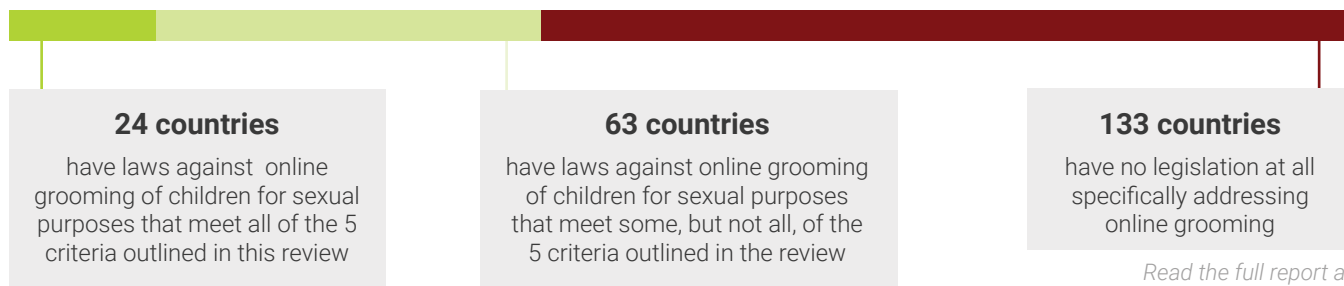 24 countries
have laws against online
grooming of children for sexual
purposes that meet all of the 5
criteria outlined in this review
63 countries
have laws against online grooming
of children for sexual purposes
that meet some, but not all, of the
5 criteria outlined in the review
133 countries
have no legislation at all
specifically addressing
online grooming
Read the full report a